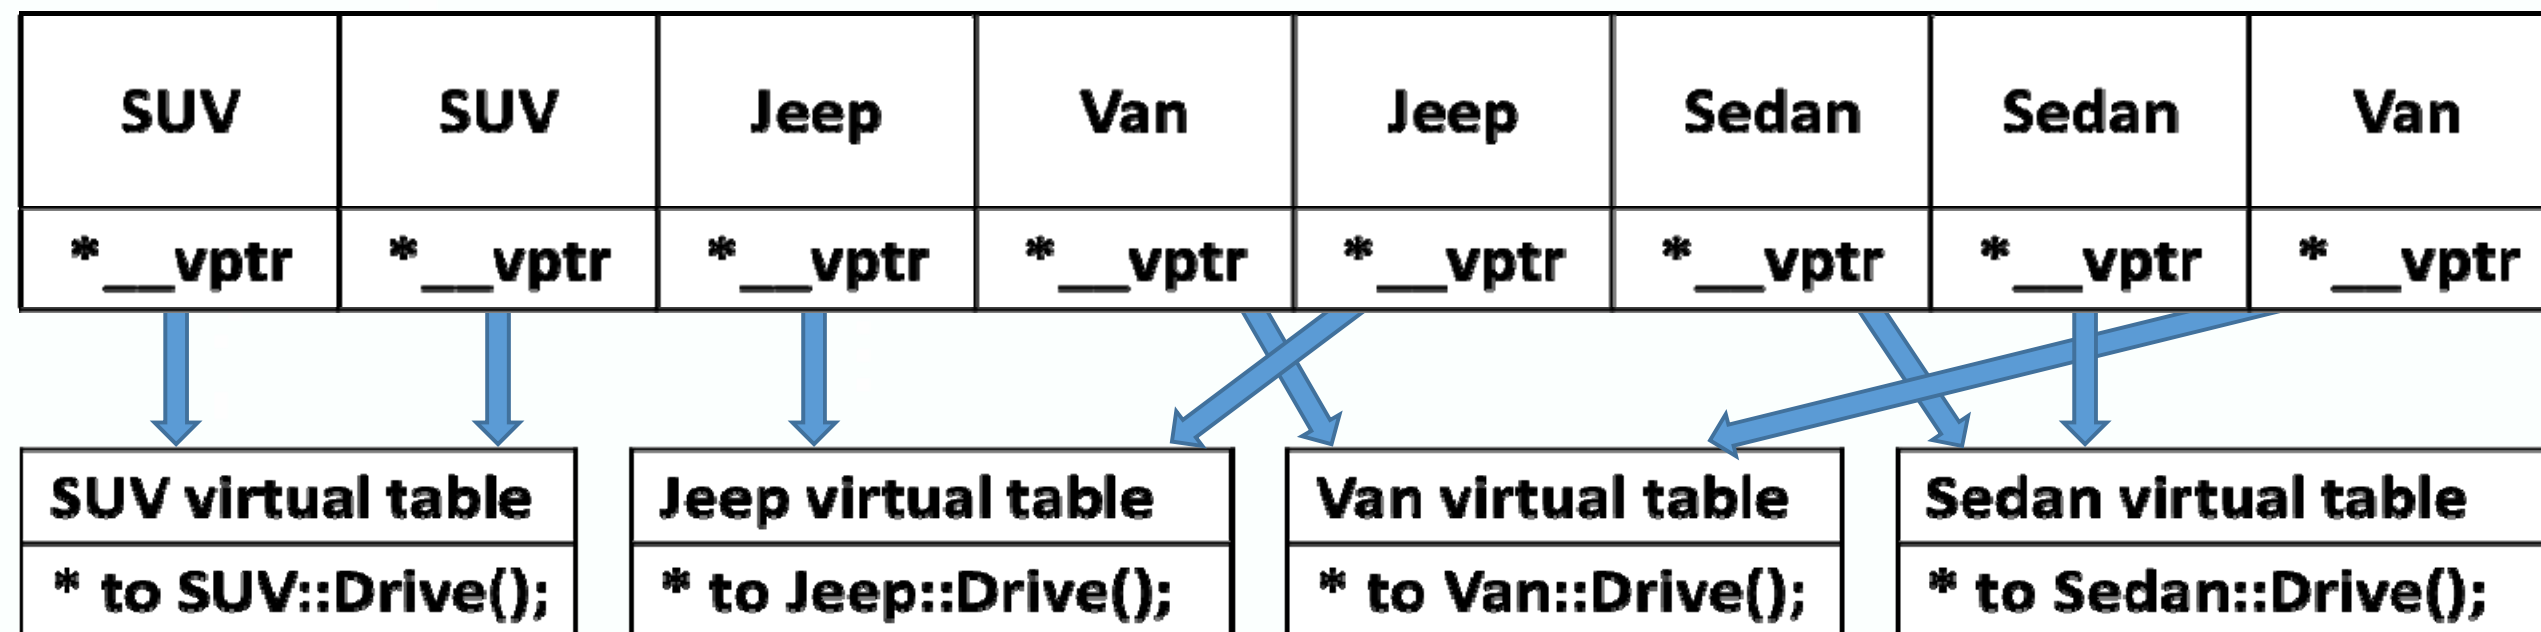 SUV SUV Jeep Van Jeep Sedan Sedan Van
*__vptr *__vptr *__vptr *__vptr *__vptr *__vptr *__vptr *__vptr
SUV virtual table Jeep virtual table Van virtual table Sedan virtual table
* to SUV::Drive(); * to Jeep::Drive(); * to Van::Drive(); * to Sedan::Drive();